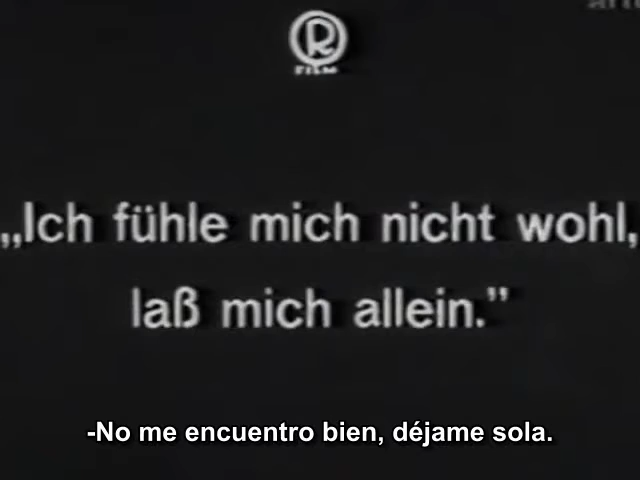 R
FILM
„Ich fühle mich nicht wohl,
laß mich allein.”
-No me encuentro bien, déjame sola.